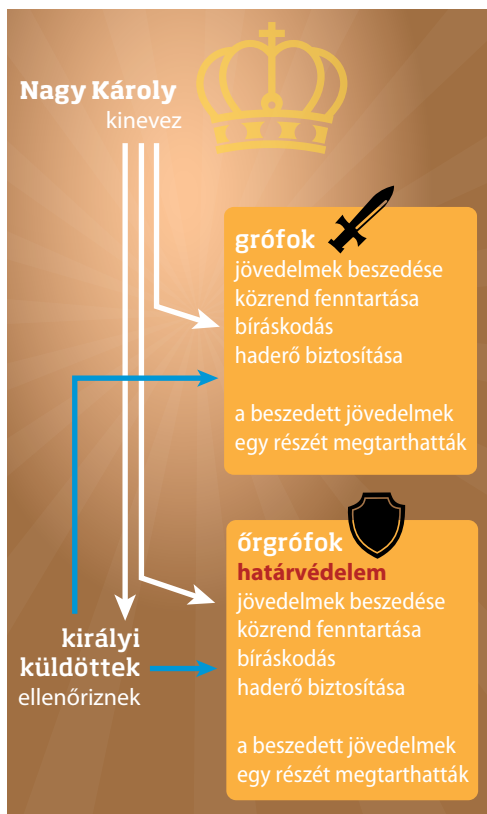 Nagy Károly
kinevez
grófok
jövedelmek beszedése
közrend fenntartása
bíráskodás
haderő biztosítása
a beszedett jövedelmek
egy részét megtarthatták
őrgrófok
határvédelem
jövedelmek beszedése
közrend fenntartása
bíráskodás
haderő biztosítása
a beszedett jövedelmek
egy részét megtarthatták
királyi
küldöttek
ellenőriznek